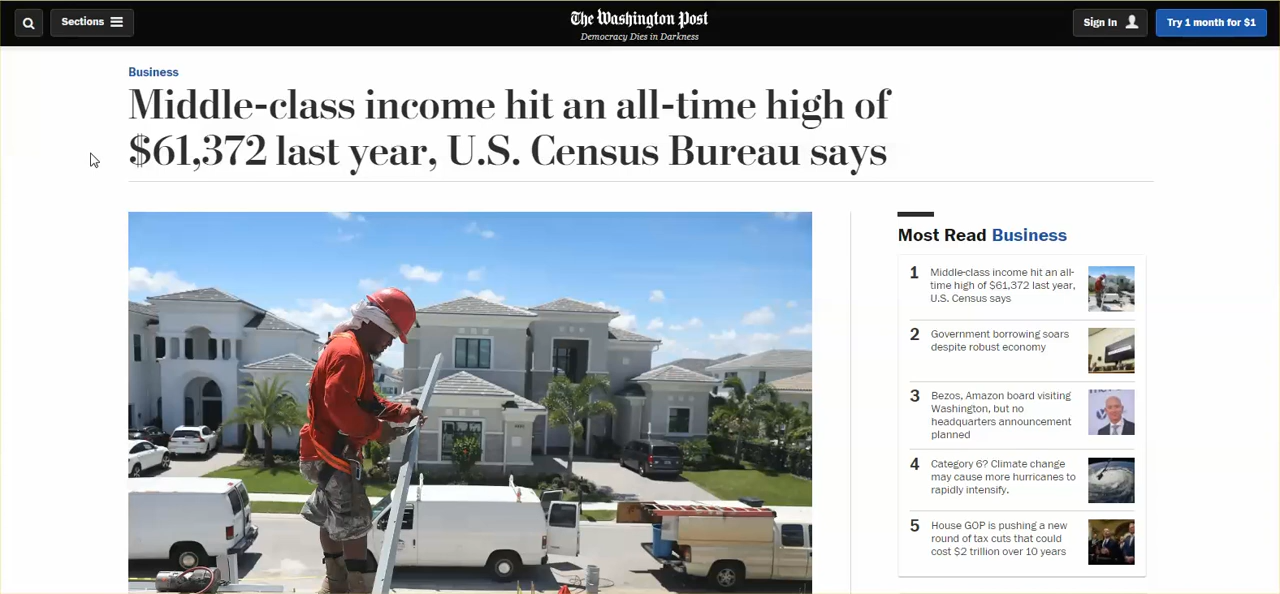 Sections
The Washington Post
Democracy Dies in Darkness
Sign In
Try 1 month for $1
Business
Middle-class income hit an all-time high of
$61,372 last year, U.S. Census Bureau says
Most Read Business
1
Middle-class income hit an all-
time high of $61,372 last year,
U.S. Census says
2
Government borrowing soars
despite robust economy
3
Bezos, Amazon board visiting
Washington, but no
headquarters announcement
planned
4
Category 6? Climate change
may cause more hurricanes to
rapidly intensify.
5
House GOP is pushing a new
round of tax cuts that could
cost $2 trillion over 10 years